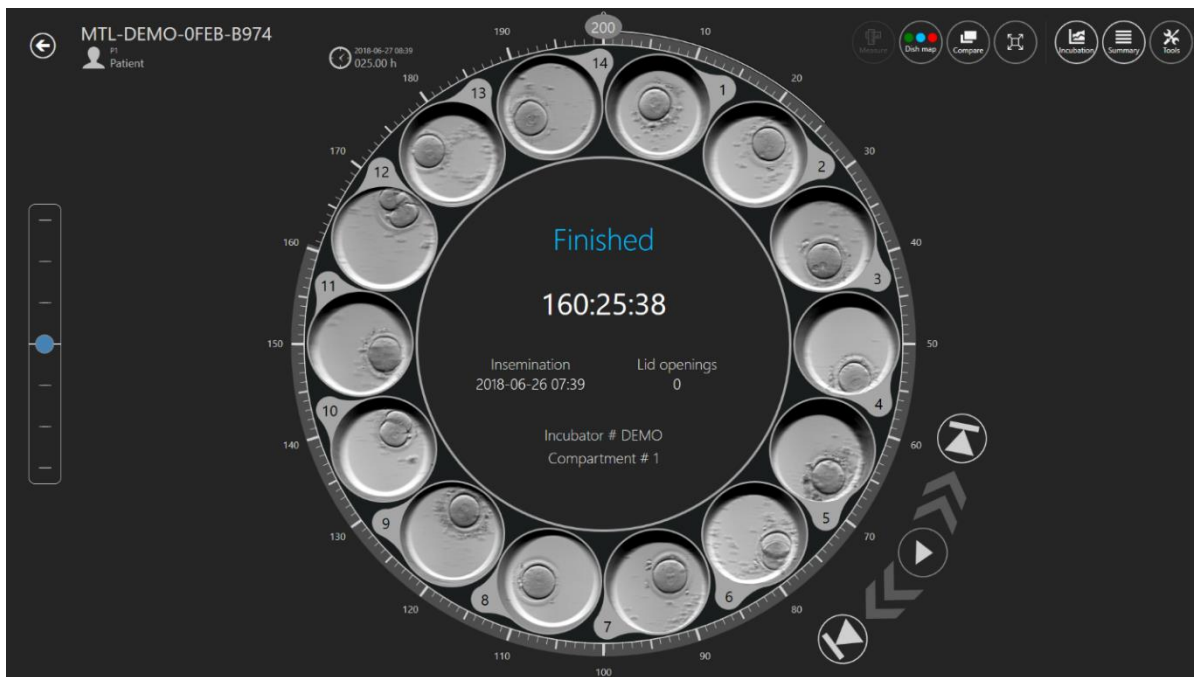 MTL-DEMO-0FEB-B974
P1
Patient
2018-06-27 08:39
025.00 h
Measure
Dish map
Compare
Incubation
Summary
Tools
200
10
20
30
40
50
60
70
80
90
100
110
120
130
140
150
160
170
180
190
1
2
3
4
5
6
7
8
9
10
11
12
13
14
Finished
160:25:38
Insemination
2018-06-26 07:39
Lid openings
0
Incubator # DEMO
Compartment # 1